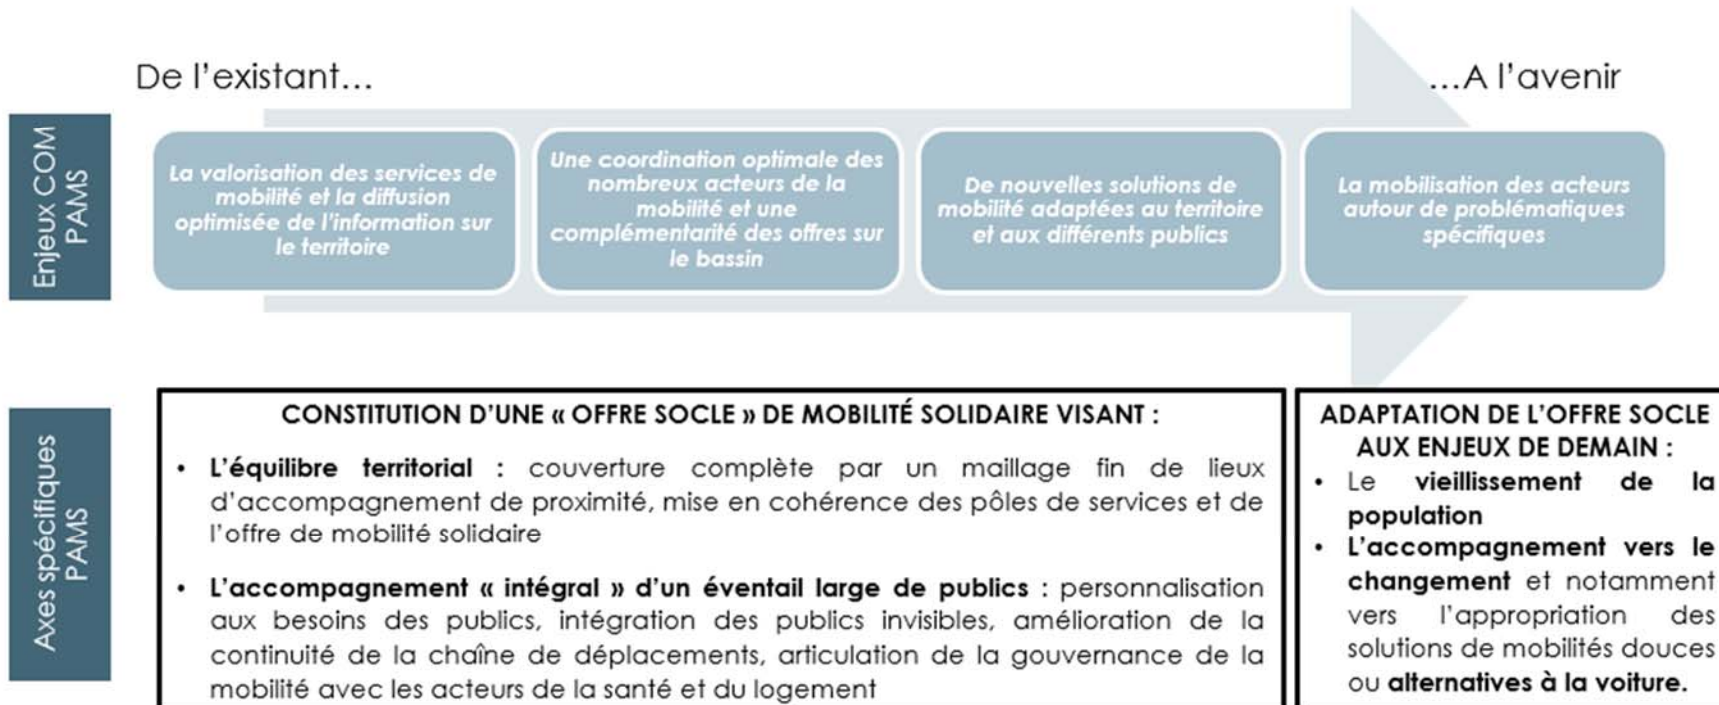 De l'existant...
...A l'avenir
Enjeux COM
PAMS
La valorisation des services de
mobilité et la diffusion
optimisée de l'information sur
le territoire
Une coordination optimale des
nombreux acteurs de la
mobilité et une
complémentarité des offres sur
le bassin
De nouvelles solutions de
mobilité adaptées au territoire
et aux différents publics
La mobilisation des acteurs
autour de problématiques
spécifiques
Axes spécifiques
PAMS
CONSTITUTION D'UNE « OFFRE SOCLE » DE MOBILITÉ SOLIDAIRE VISANT :
• L'équilibre territorial : couverture complète par un maillage fin de lieux
d'accompagnement de proximité, mise en cohérence des pôles de services et de
l'offre de mobilité solidaire
• L'accompagnement « intégral » d'un éventail large de publics : personnalisation
aux besoins des publics, intégration des publics invisibles, amélioration de la
continuité de la chaîne de déplacements, articulation de la gouvernance de la
mobilité avec les acteurs de la santé et du logement
ADAPTATION DE L'OFFRE SOCLE
AUX ENJEUX DE DEMAIN :
• Le vieillissement de la
population
• L'accompagnement vers le
changement et notamment
vers l'appropriation des
solutions de mobilités douces
ou alternatives à la voiture.